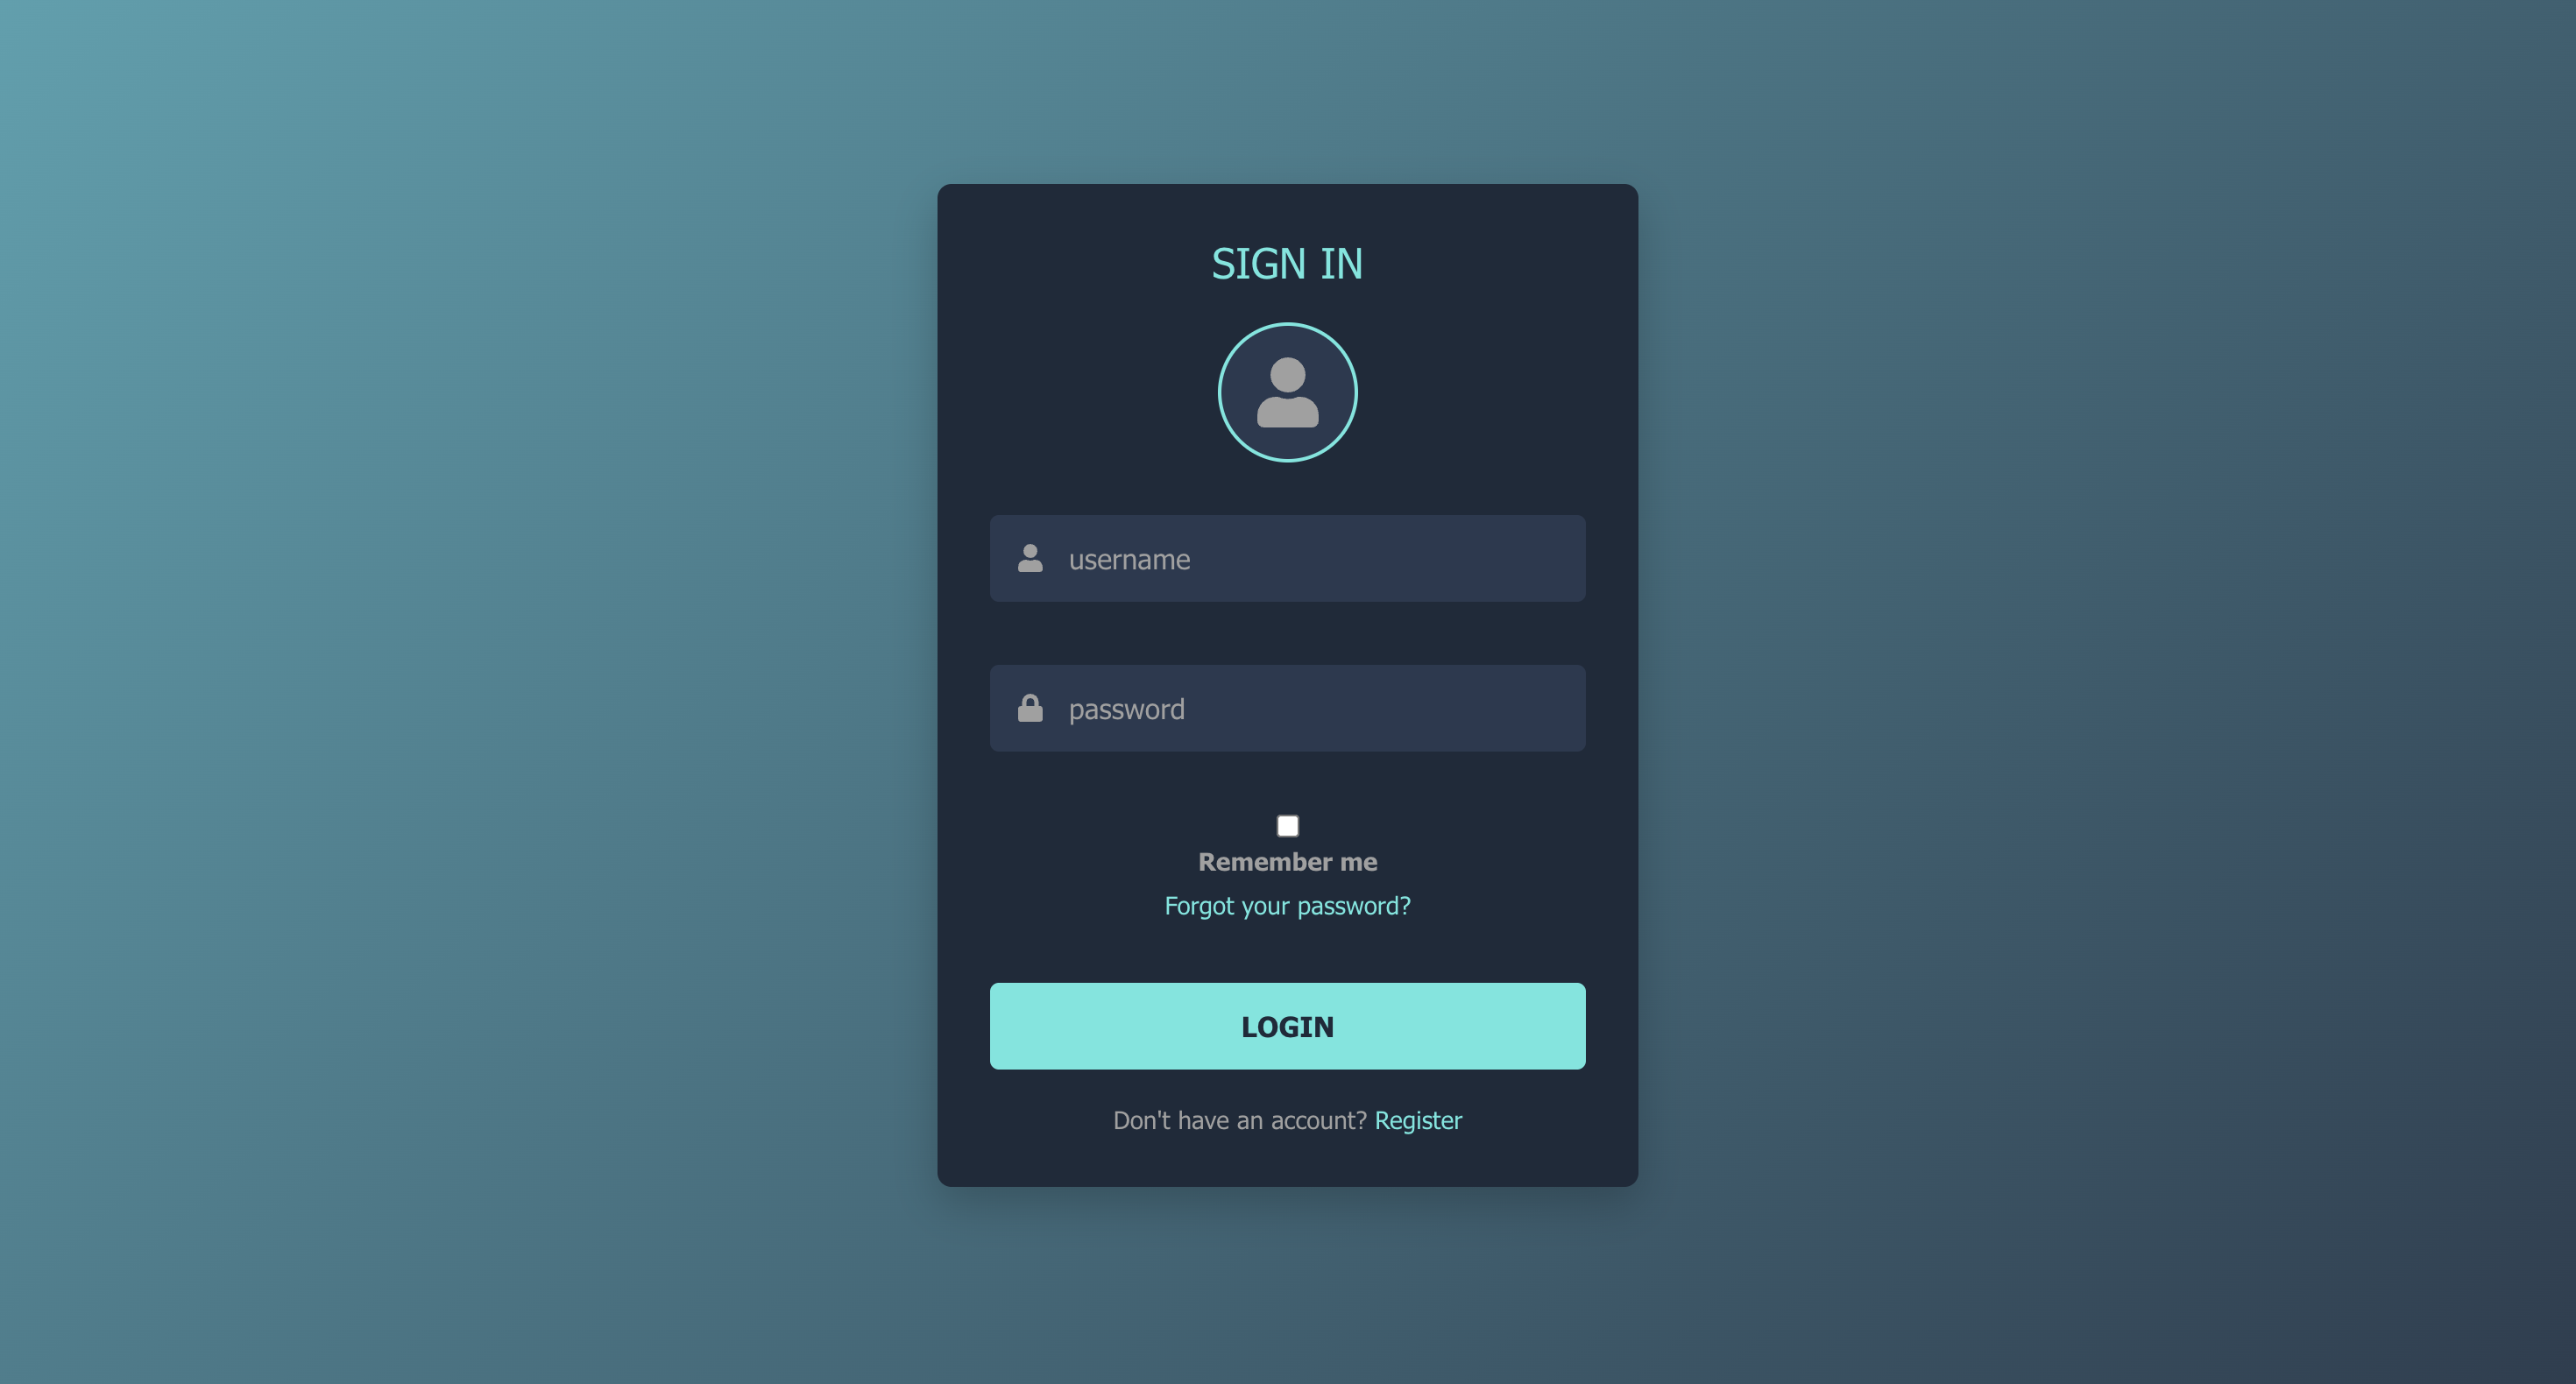 SIGN IN
username
password
Remember me
Forgot your password?
LOGIN
Don't have an account? Register